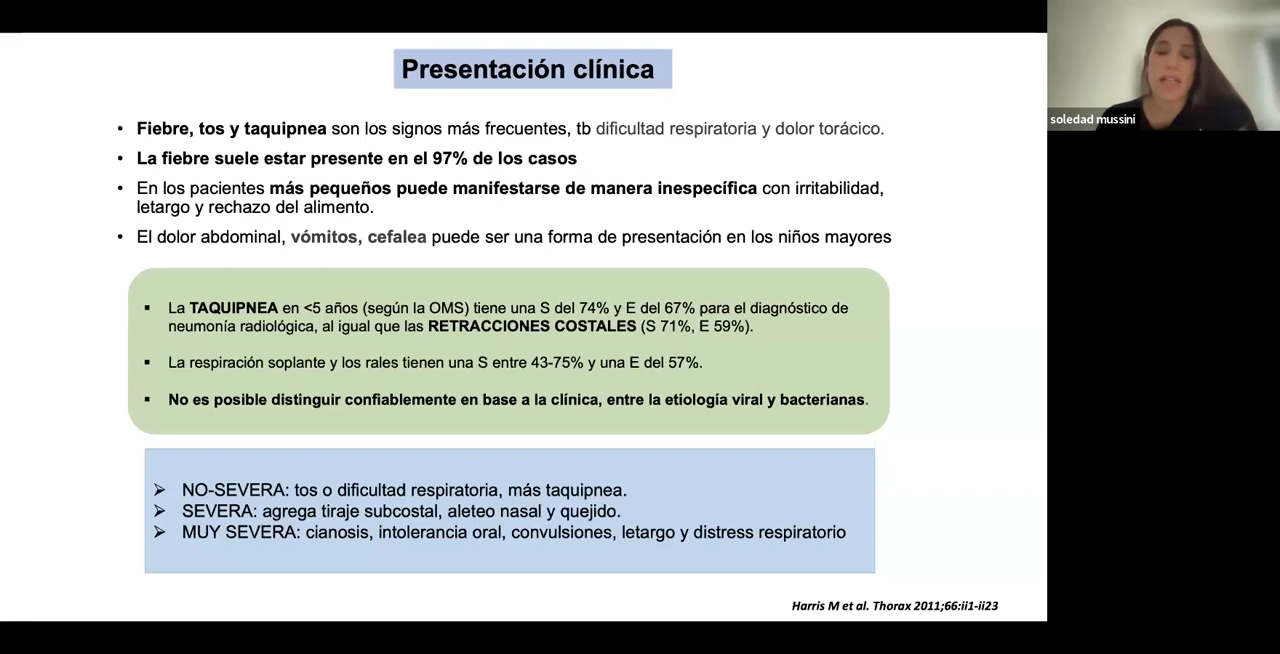 Presentación clínica
soledad mussini
• Fiebre, tos y taquipnea son los signos más frecuentes, tb dificultad respiratoria y dolor torácico.
• La fiebre suele estar presente en el 97% de los casos
• En los pacientes más pequeños puede manifestarse de manera inespecífica con irritabilidad,
letargo y rechazo del alimento.
• El dolor abdominal, vómitos, cefalea puede ser una forma de presentación en los niños mayores
▪ La TAQUIPNEA en <5 años (según la OMS) tiene una S del 74% y E del 67% para el diagnóstico de
neumonía radiológica, al igual que las RETRACCIONES COSTALES (S 71%, E 59%).
▪ La respiración soplante y los rales tienen una S entre 43-75% y una E del 57%.
▪ No es posible distinguir confiablemente en base a la clínica, entre la etiología viral y bacterianas.
➢ NO-SEVERA: tos o dificultad respiratoria, más taquipnea.
➢ SEVERA: agrega tiraje subcostal, aleteo nasal y quejido.
➢ MUY SEVERA: cianosis, intolerancia oral, convulsiones, letargo y distress respiratorio
Harris M et al. Thorax 2011;66:ii1-ii23